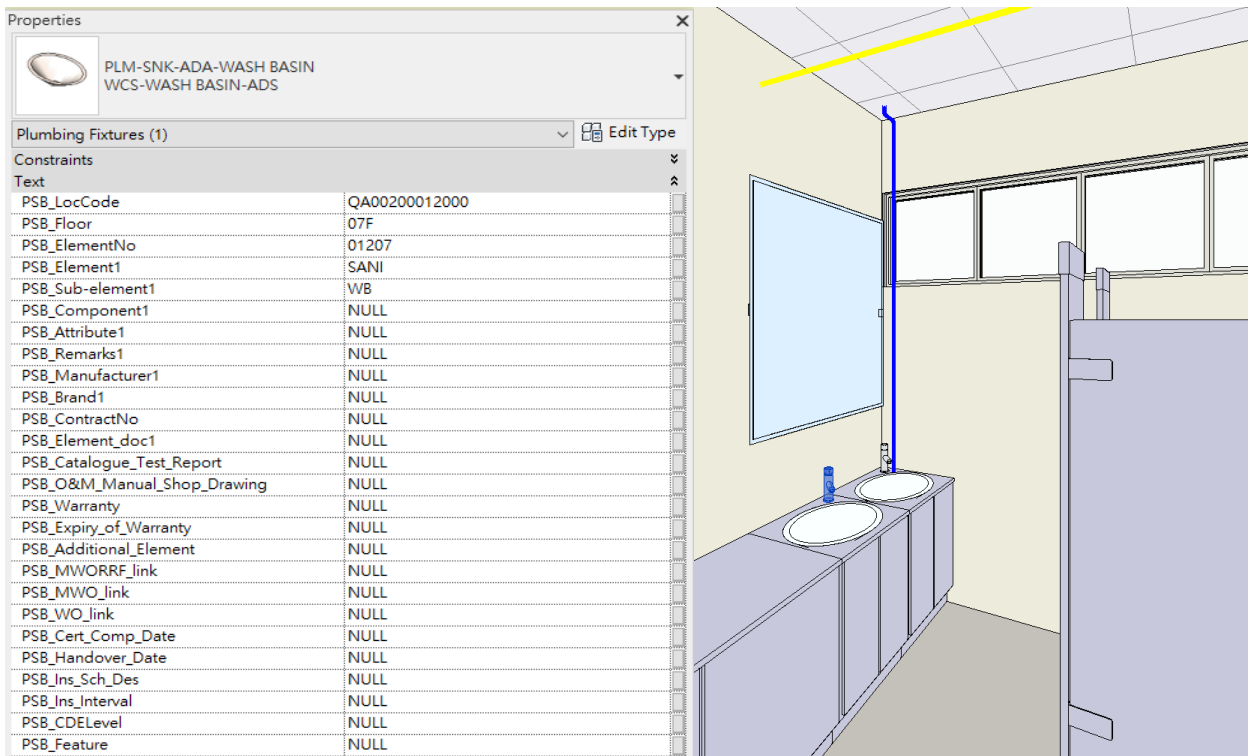 Properties
PLM-SNK-ADA-WASH BASIN
WCS-WASH BASIN-ADS
Plumbing Fixtures (1)
Edit Type
Constraints
Text
PSB_LocCode QA00200012000
PSB_Floor 07F
PSB_ElementNo 01207
PSB_Element1 SANI
PSB_Sub-element1 WB
PSB_Component1 NULL
PSB_Attribute1 NULL
PSB_Remarks1 NULL
PSB_Manufacturer1 NULL
PSB_Brand1 NULL
PSB_ContractNo NULL
PSB_Element_doc1 NULL
PSB_Catalogue_Test_Report NULL
PSB_O&M_Manual_Shop_Drawing NULL
PSB_Warranty NULL
PSB_Expiry_of_Warranty NULL
PSB_Additional_Element NULL
PSB_MWORRF_link NULL
PSB_MWO_link NULL
PSB_WO_link NULL
PSB_Cert_Comp_Date NULL
PSB_Handover_Date NULL
PSB_Ins_Sch_Des NULL
PSB_Ins_Interval NULL
PSB_CDELevel NULL
PSB_Feature NULL